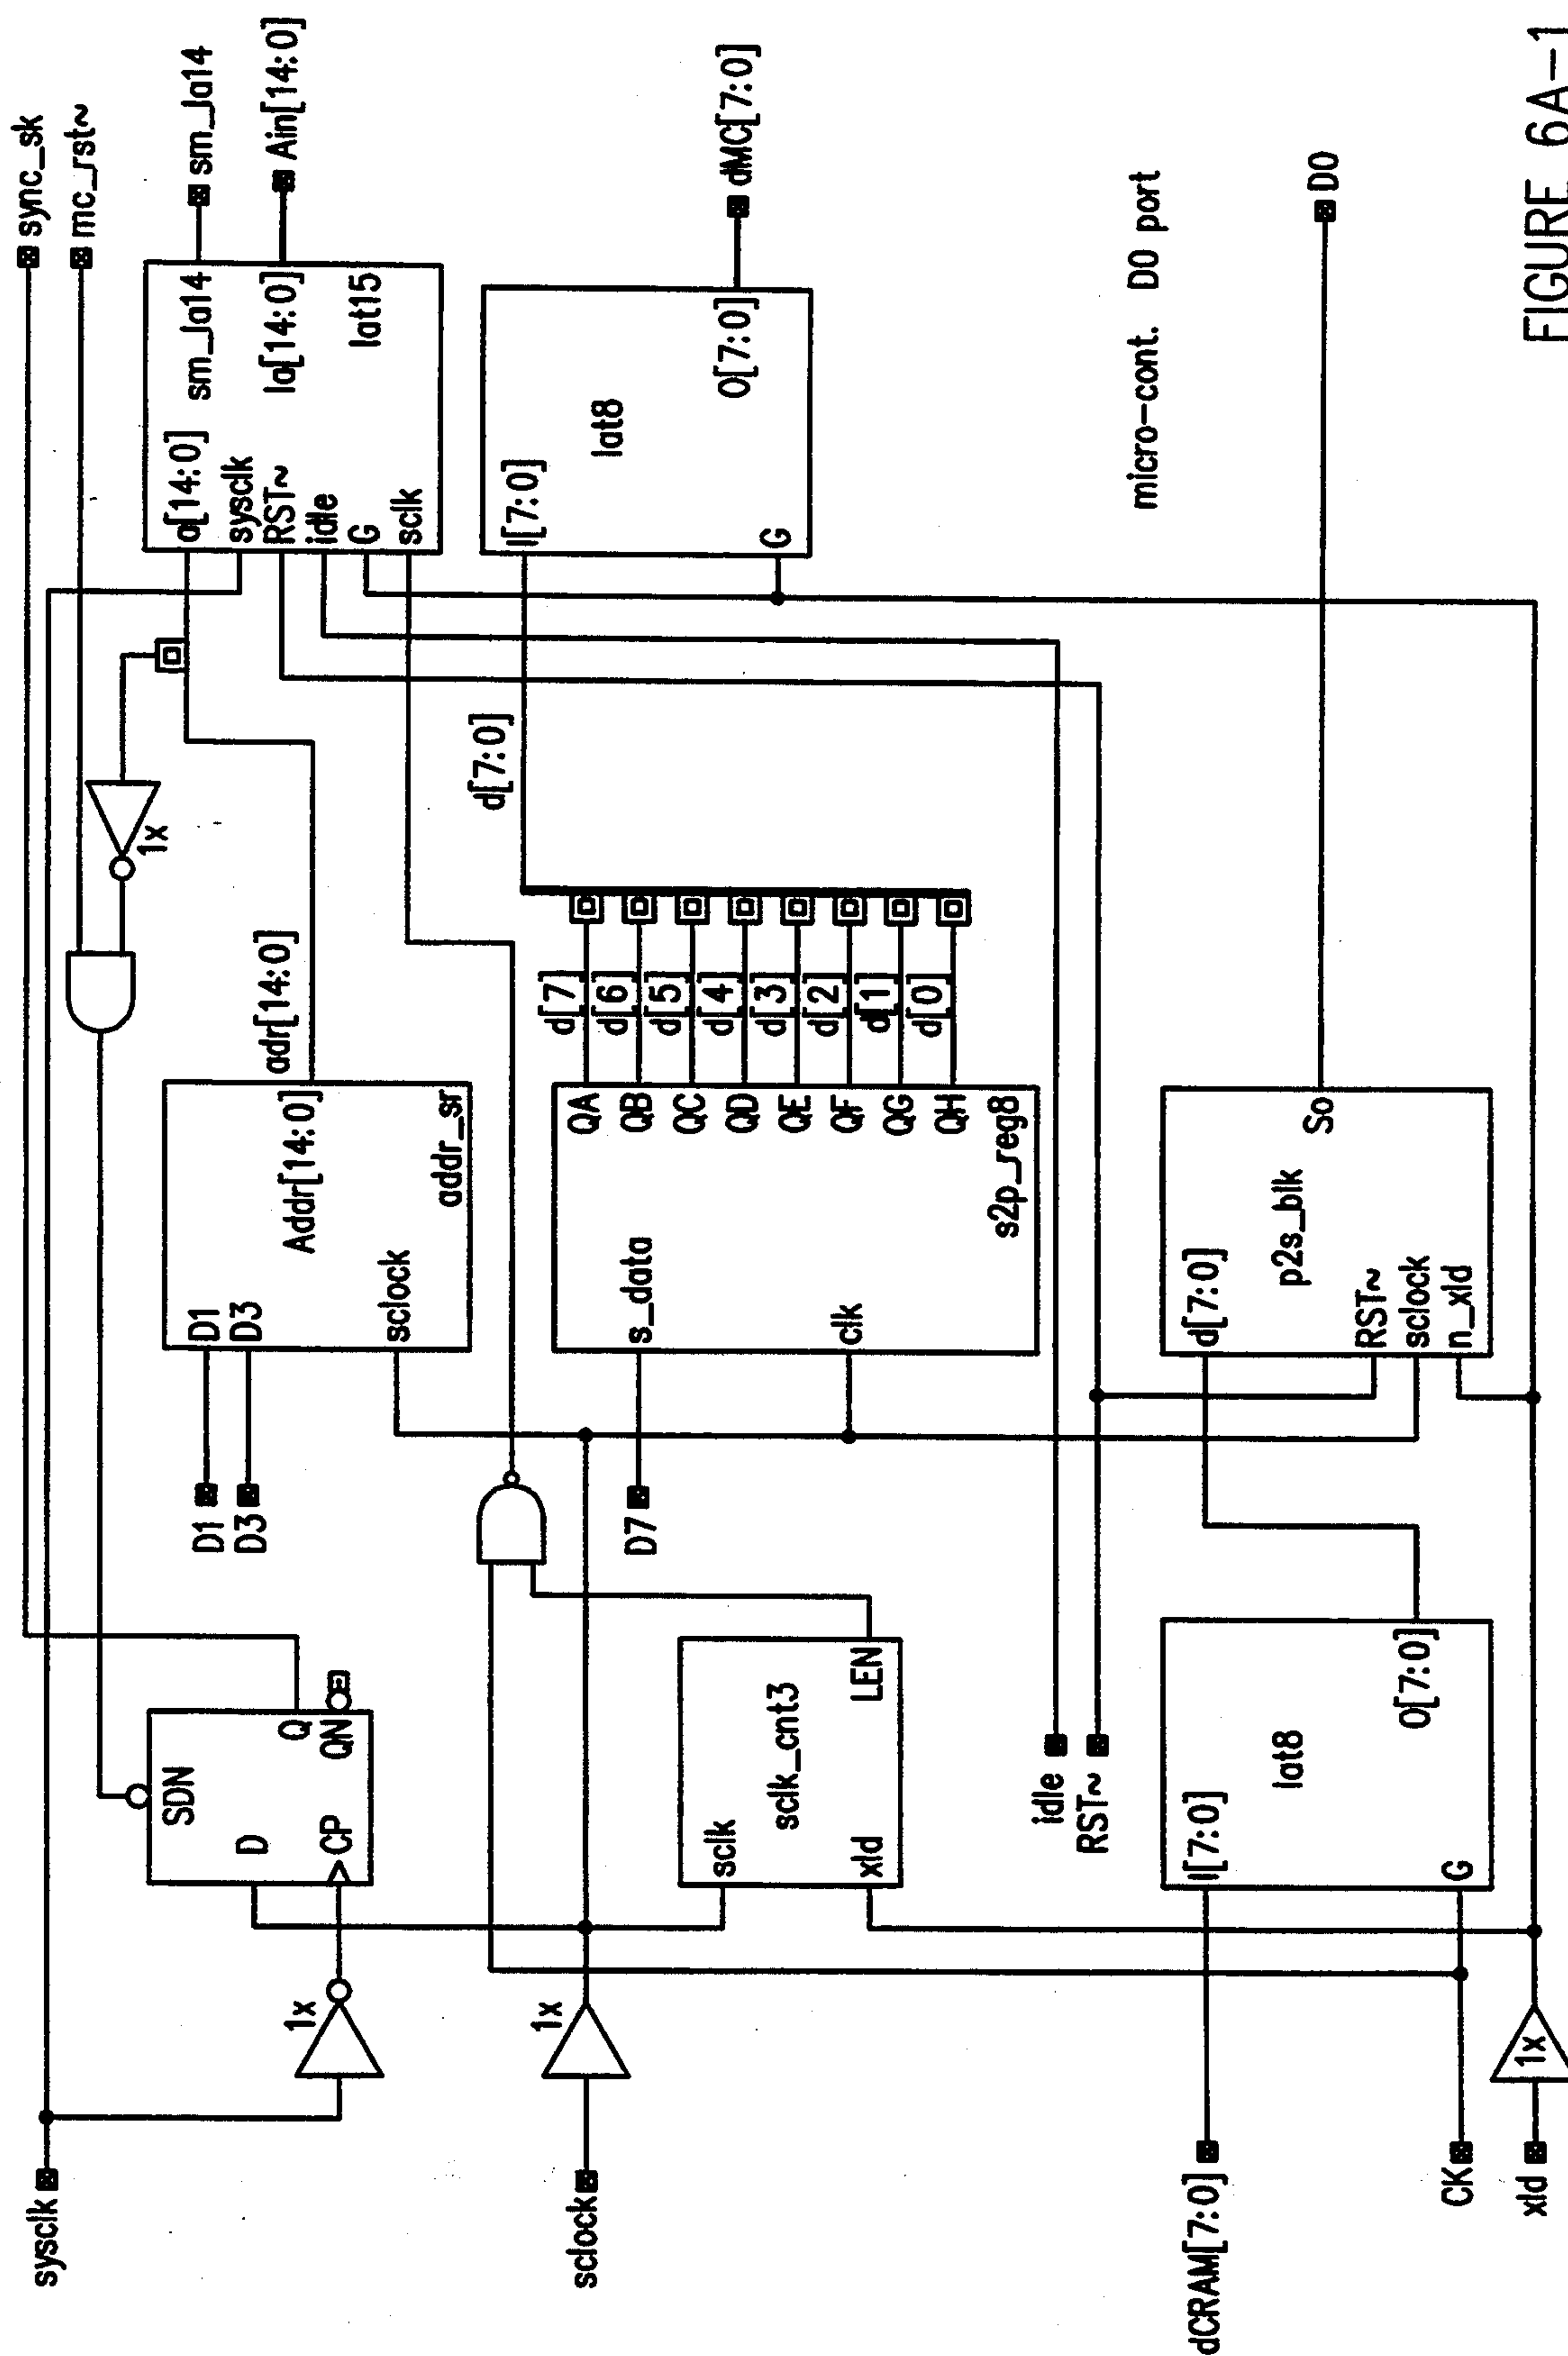 sysclk
sync_sk
mc_rst~
1x
SDN
D
Q
CP
QN
1x
a[14:0]
sm_la14
sm_la14
sysclk
RST~
la[14:0]
Ain[14:0]
idle
G
lat15
sclk
D1
D3
D1
D3
Addr[14:0]
adr[14:0]
sclock
addr_sr
sclock
1x
D7
s_data
clk
QA
QB
QC
QD
QE
QF
QG
QH
s2p_reg8
d[7]
d[6]
d[5]
d[4]
d[3]
d[2]
d[1]
d[0]
d[7:0]
I[7:0]
lat8
O[7:0]
G
dMC[7:0]
sclk
sclk_cnt3
xld
LEN
idle
RST~
micro-cont. D0 port
dCRAM[7:0]
I[7:0]
lat8
O[7:0]
G
CK
xld
1x
d[7:0]
p2s_blk
So
RST~
sclock
n_xld
D0
FIGURE 6A-1